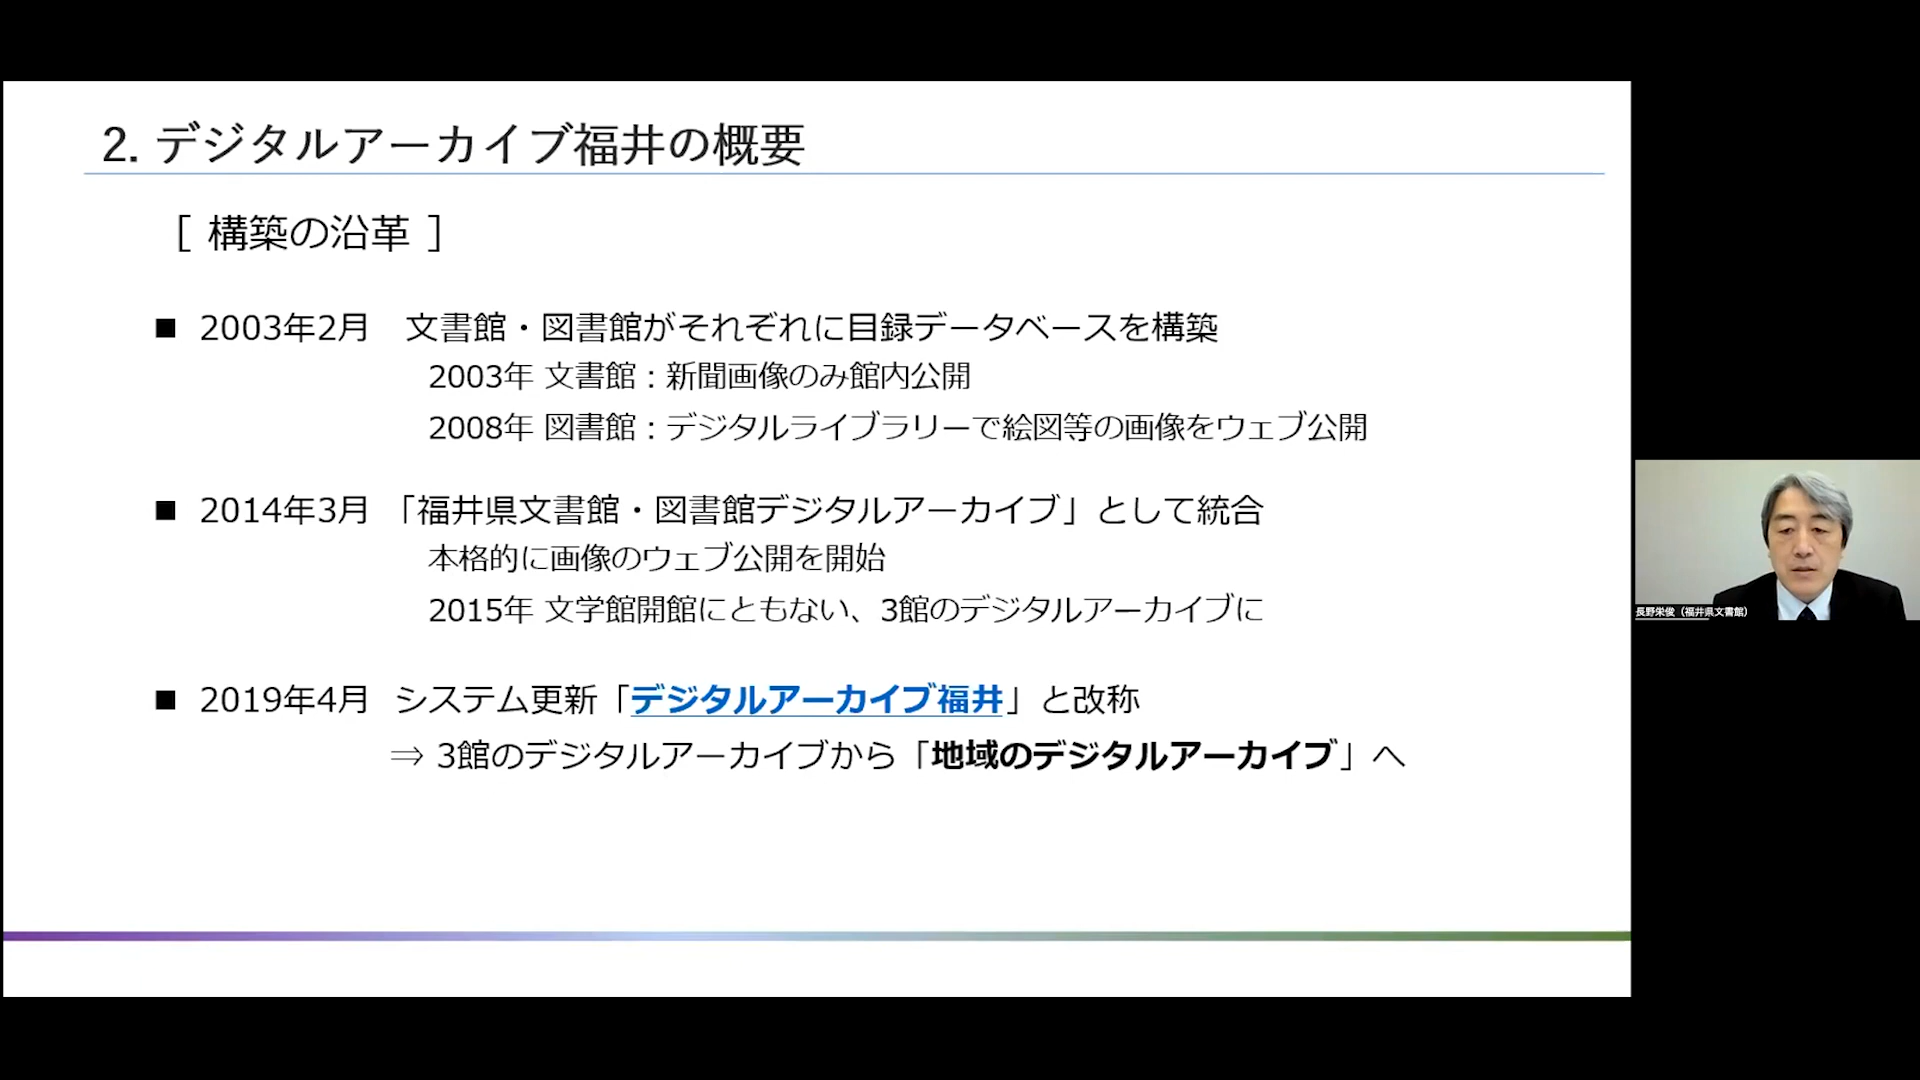 2. デジタルアーカイブ福井の概要
[ 構築の沿革 ]
■ 2003年2月 文書館・図書館がそれぞれに目録データベースを構築
2003年 文書館：新聞画像のみ館内公開
2008年 図書館：デジタルライブラリーで絵図等の画像をウェブ公開
■ 2014年3月 「福井県文書館・図書館デジタルアーカイブ」として統合
本格的に画像のウェブ公開を開始
2015年 文学館開館にともない、3館のデジタルアーカイブに
■ 2019年4月 システム更新「デジタルアーカイブ福井」と改称
⇒ 3館のデジタルアーカイブから「地域のデジタルアーカイブ」へ
長野栄俊（福井県文書館）